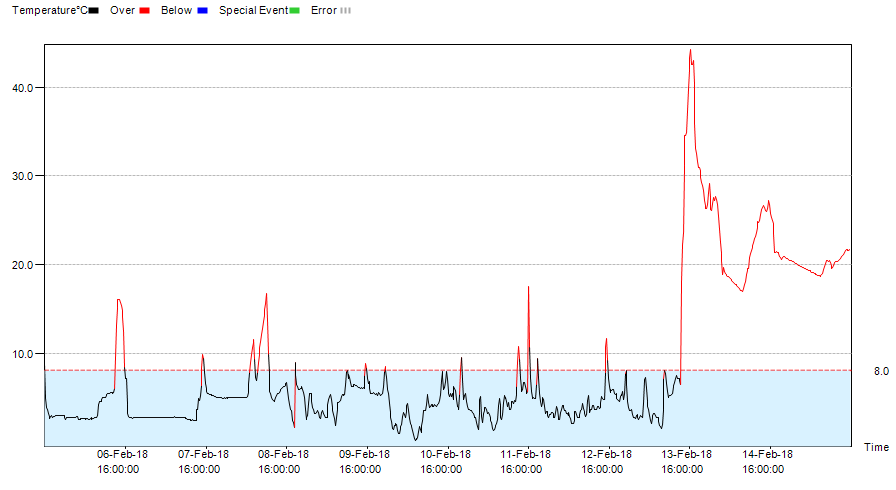 Temperature°C Over Below Special Event Error
40.0
30.0
20.0
10.0
8.0
Time
06-Feb-18 07-Feb-18 08-Feb-18 09-Feb-18 10-Feb-18 11-Feb-18 12-Feb-18 13-Feb-18 14-Feb-18
16:00:00 16:00:00 16:00:00 16:00:00 16:00:00 16:00:00 16:00:00 16:00:00 16:00:00